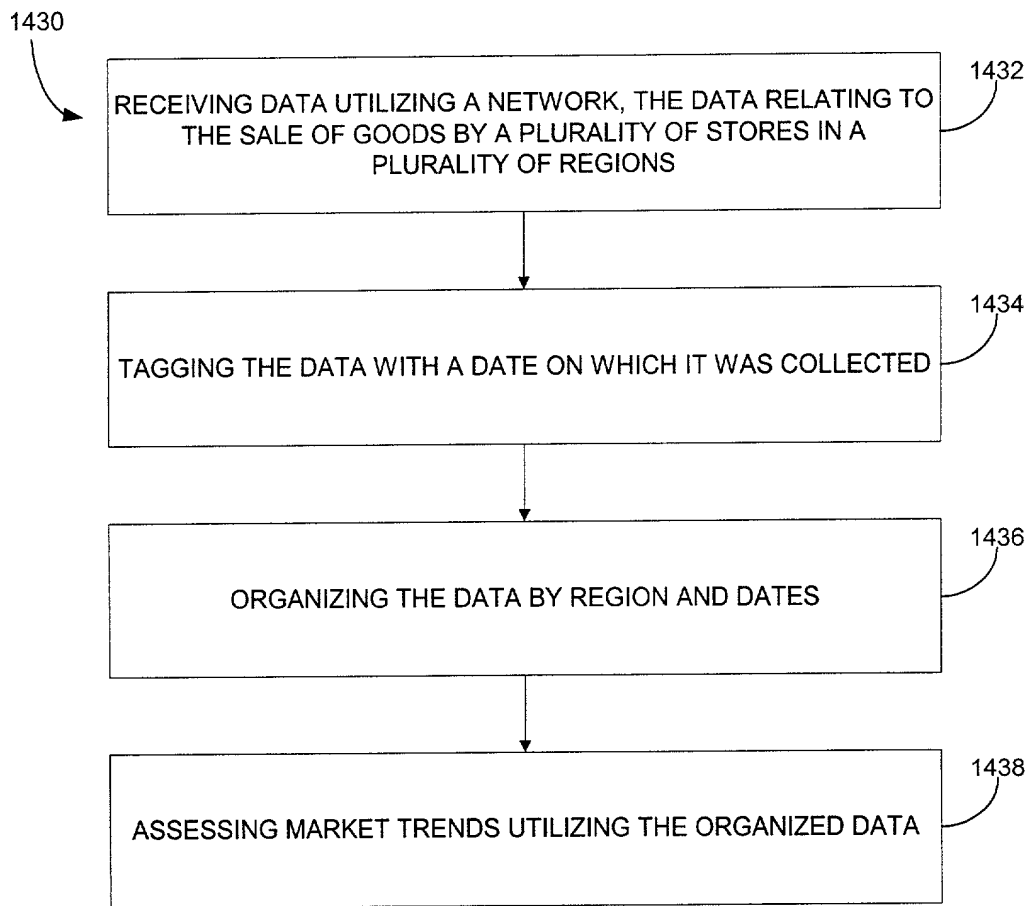 1430
1432
RECEIVING DATA UTILIZING A NETWORK, THE DATA RELATING TO
THE SALE OF GOODS BY A PLURALITY OF STORES IN A
PLURALITY OF REGIONS
1434
TAGGING THE DATA WITH A DATE ON WHICH IT WAS COLLECTED
1436
ORGANIZING THE DATA BY REGION AND DATES
1438
ASSESSING MARKET TRENDS UTILIZING THE ORGANIZED DATA